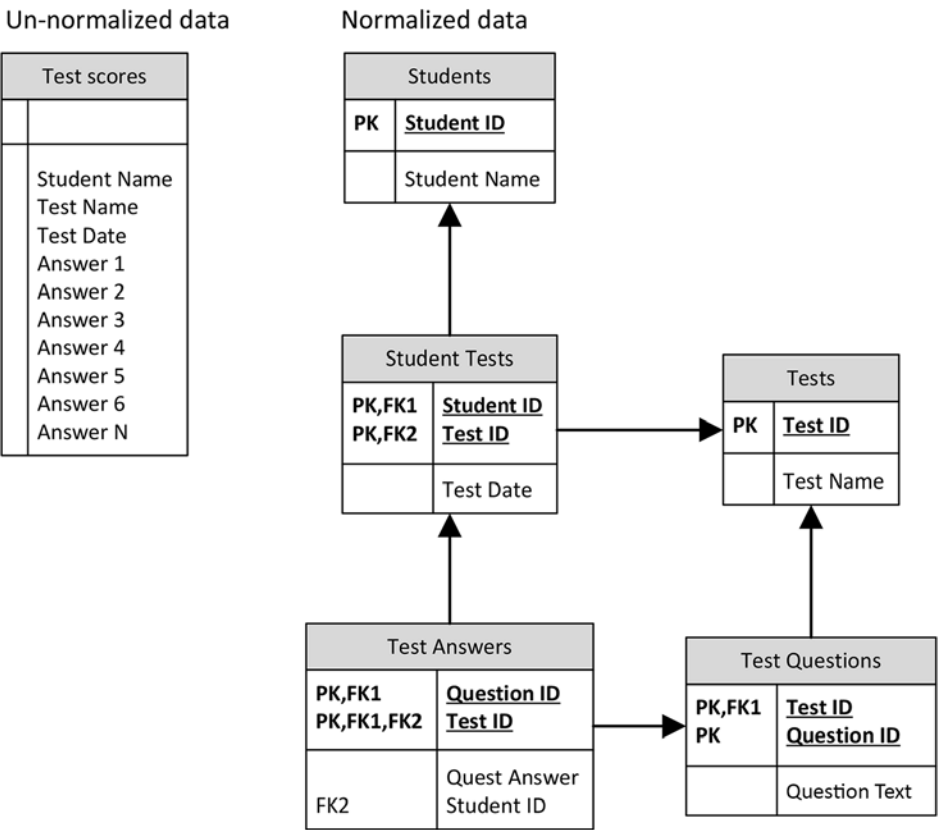 Un-normalized data
Normalized data
Test scores
Student Name
Test Name
Test Date
Answer 1
Answer 2
Answer 3
Answer 4
Answer 5
Answer 6
Answer N
Students
PK Student ID
Student Name
Student Tests
PK,FK1 Student ID
PK,FK2 Test ID
Test Date
Tests
PK Test ID
Test Name
Test Answers
PK,FK1 Question ID
PK,FK1,FK2 Test ID
Quest Answer
FK2 Student ID
Test Questions
PK,FK1 Test ID
PK Question ID
Question Text